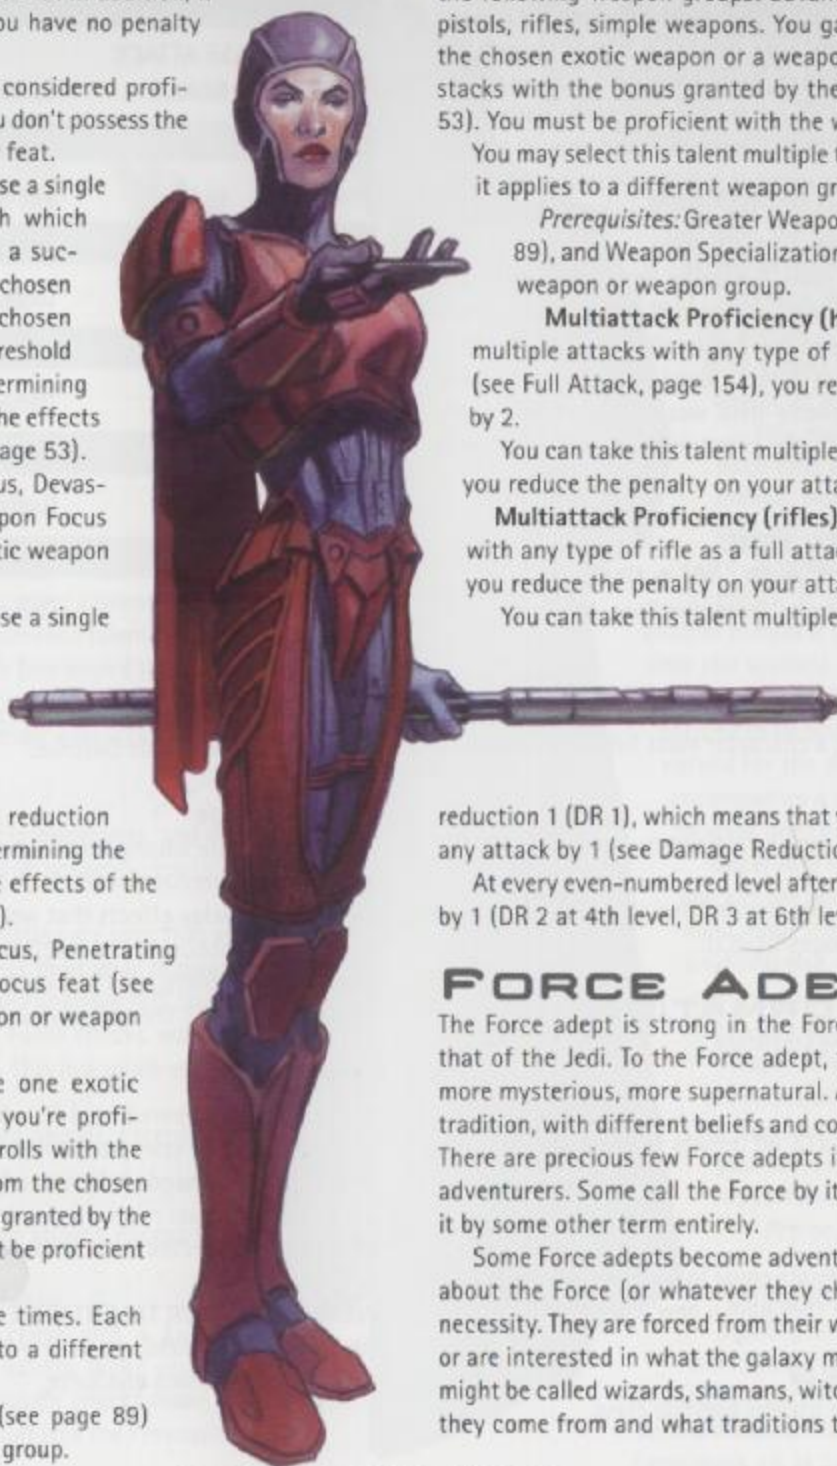 ou have no penalty
considered profi-
u don't possess the
feat.
se a single
h which
a suc-
chosen
chosen
reshold
ermining
he effects
age 53).
us, Devas-
pon Focus
tic weapon
se a single
reduction
ermining the
e effects of the
).
cus, Penetrating
ocus feat (see
on or weapon
e one exotic
you're profi-
rolls with the
om the chosen
granted by the
t be proficient
e times. Each
to a different
(see page 89)
group.
pistols, rifles, simple weapons. You ga
the chosen exotic weapon or a weapo
stacks with the bonus granted by the
53). You must be proficient with the w
You may select this talent multiple t
it applies to a different weapon gr
Prerequisites: Greater Weapo
89), and Weapon Specialization
weapon or weapon group.
Multiattack Proficiency (h
multiple attacks with any type of
(see Full Attack, page 154), you re
by 2.
You can take this talent multiple
you reduce the penalty on your atta
Multiattack Proficiency (rifles)
with any type of rifle as a full atta
you reduce the penalty on your atta
You can take this talent multiple
reduction 1 (DR 1), which means that
any attack by 1 (see Damage Reductio
At every even-numbered level after
by 1 (DR 2 at 4th level, DR 3 at 6th le
FORCE ADE
The Force adept is strong in the Forc
that of the Jedi. To the Force adept,
more mysterious, more supernatural.
tradition, with different beliefs and co
There are precious few Force adepts i
adventurers. Some call the Force by it
it by some other term entirely.
Some Force adepts become advent
about the Force (or whatever they ch
necessity. They are forced from their w
or are interested in what the galaxy m
might be called wizards, shamans, witc
they come from and what traditions t